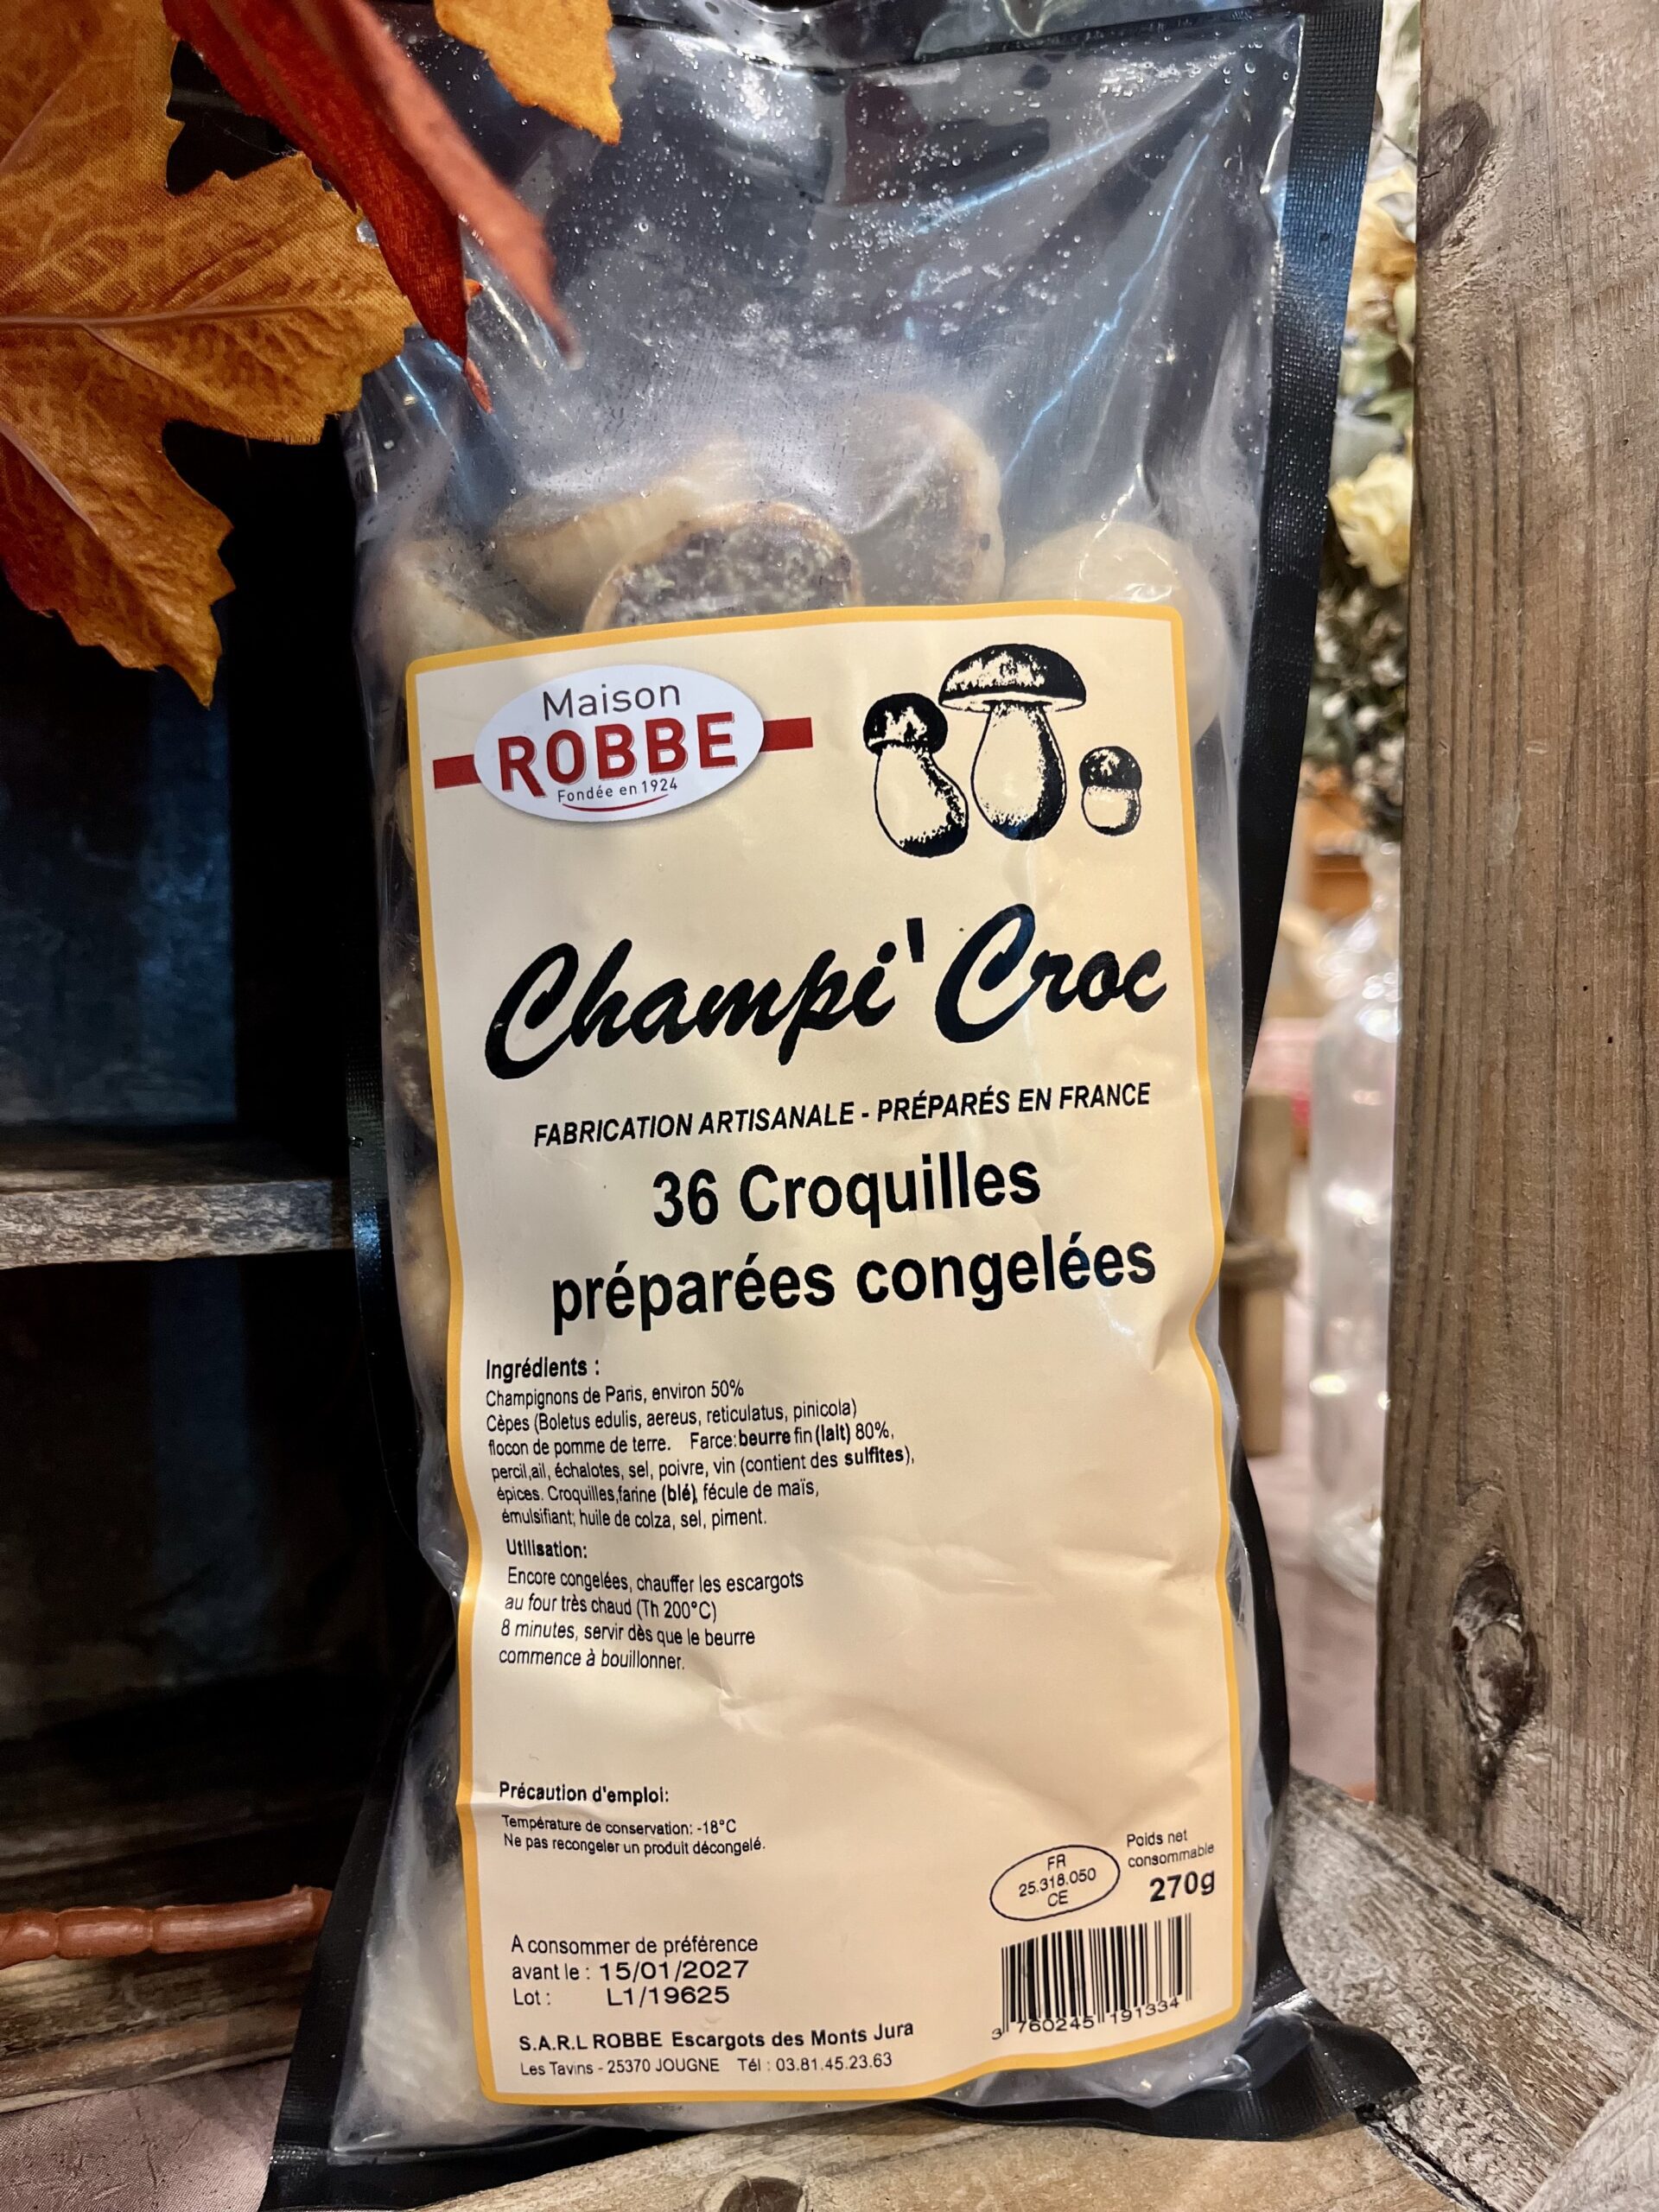 Maison
ROBBE
Fondée en 1924
Champi' Croc
FABRICATION ARTISANALE - PRÉPARÉS EN FRANCE
36 Croquilles
préparées congelées
Ingrédients :
Champignons de Paris, environ 50%
Cèpes (Boletus edulis, aereus, reticulatus, pinicola)
flocon de pomme de terre. Farce: beurre fin (lait) 80%,
percil,ail, échalotes, sel, poivre, vin (contient des sulfites),
épices. Croquilles,farine (blé), fécule de maïs,
émulsifiant; huile de colza, sel, piment.
Utilisation:
Encore congelées, chauffer les escargots
au four très chaud (Th 200°C)
8 minutes, servir dès que le beurre
commence à bouillonner.
Précaution d'emploi:
Température de conservation: -18°C
Ne pas recongeler un produit décongelé.
FR
25.318.050
CE
Poids net
consommable
270g
A consommer de préférence
avant le : 15/01/2027
Lot : L1/19625
3 760245 191334
S.A.R.L ROBBE Escargots des Monts Jura
Les Tavins - 25370 JOUGNE Tél : 03.81.45.23.63